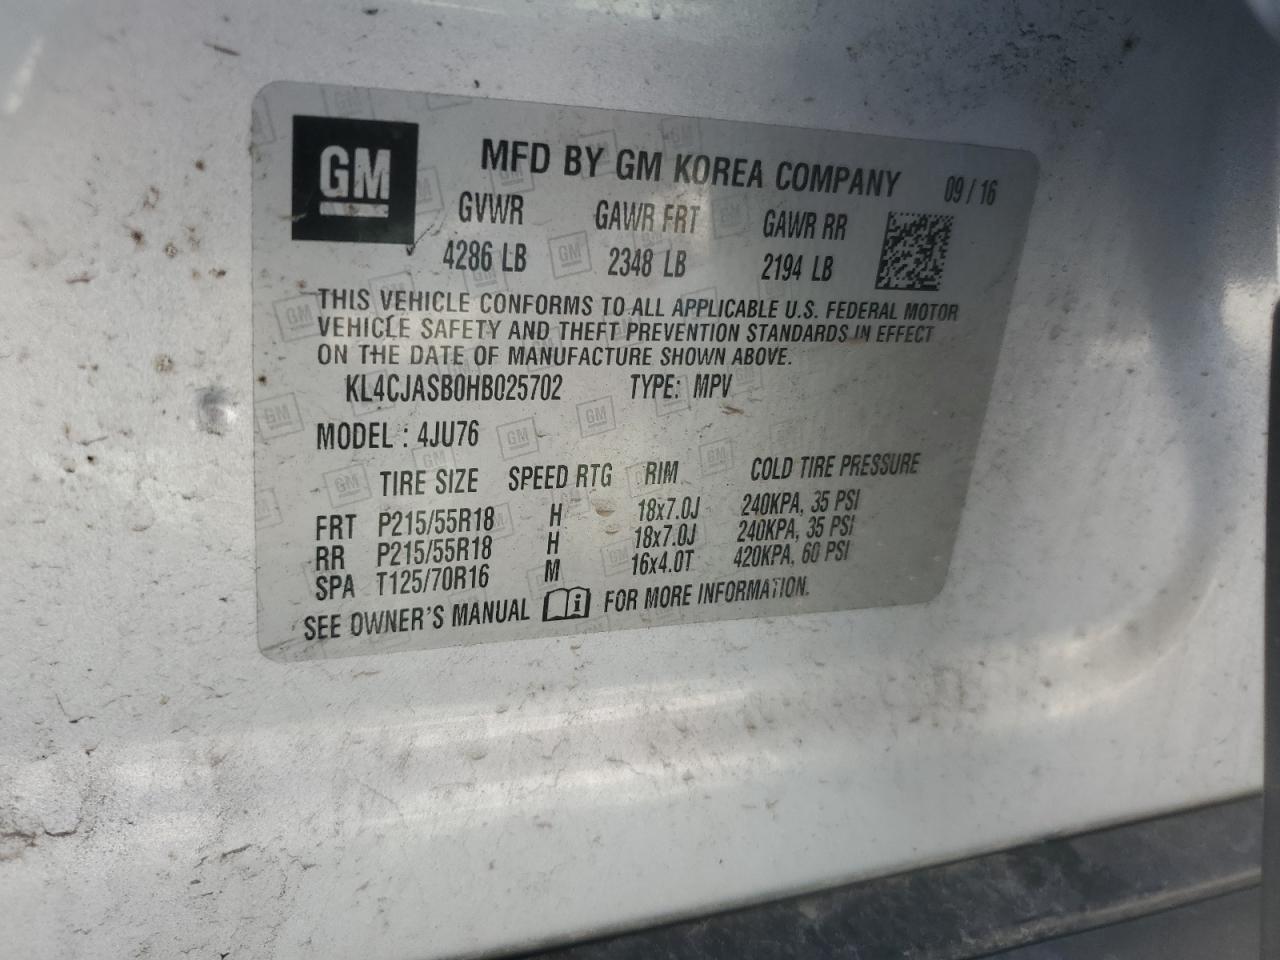 GM
MFD BY GM KOREA COMPANY 09 / 16
GVWR GAWR FRT GAWR RR
4286 LB 2348 LB 2194 LB
THIS VEHICLE CONFORMS TO ALL APPLICABLE U.S. FEDERAL MOTOR
VEHICLE SAFETY AND THEFT PREVENTION STANDARDS IN EFFECT
ON THE DATE OF MANUFACTURE SHOWN ABOVE.
KL4CJASB0HB025702 TYPE: MPV
MODEL : 4JU76
TIRE SIZE SPEED RTG RIM COLD TIRE PRESSURE
FRT P215/55R18 H 18x7.0J 240KPA, 35 PSI
RR P215/55R18 H 18x7.0J 240KPA, 35 PSI
SPA T125/70R16 M 16x4.0T 420KPA, 60 PSI
SEE OWNER'S MANUAL i FOR MORE INFORMATION.